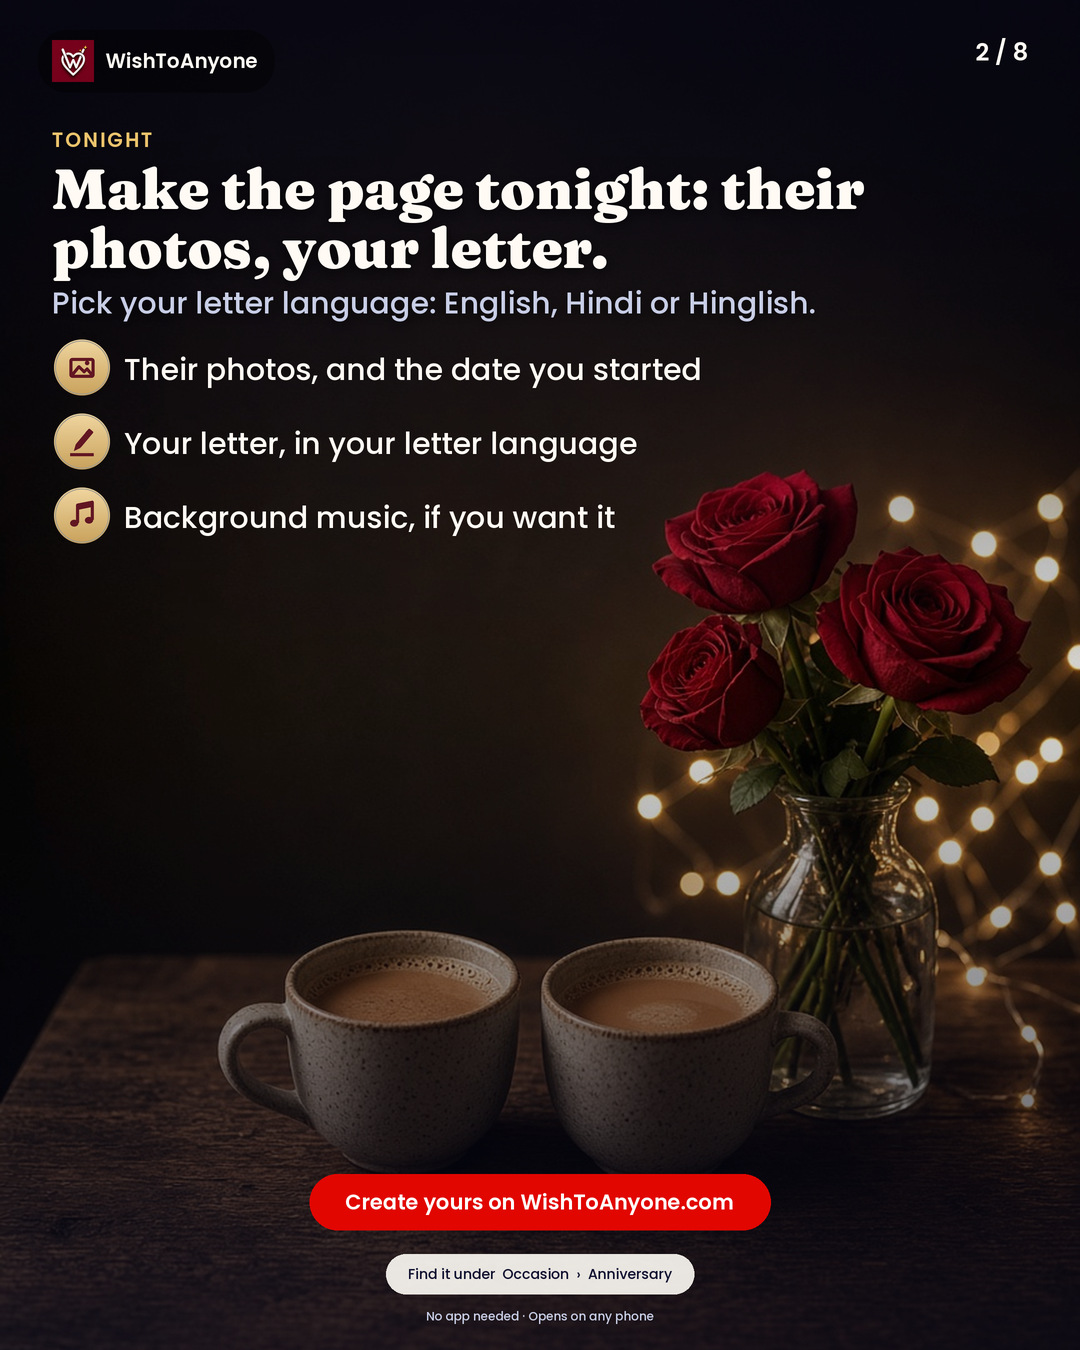 WishToAnyone
2 / 8
TONIGHT
Make the page tonight: their
photos, your letter.
Pick your letter language: English, Hindi or Hinglish.
Their photos, and the date you started
Your letter, in your letter language
Background music, if you want it
Create yours on WishToAnyone.com
Find it under Occasion › Anniversary
No app needed · Opens on any phone